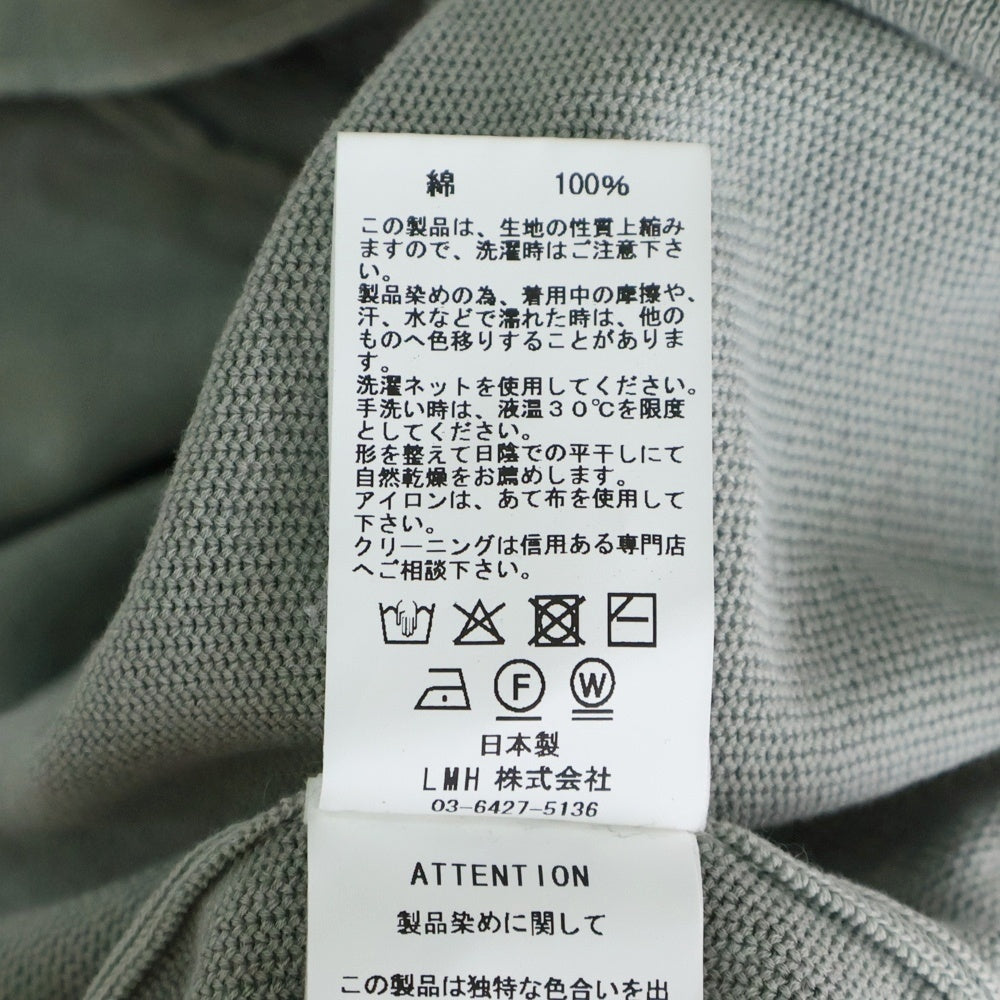 綿 100%
この製品は、生地の性質上縮み
ますので、洗濯時はご注意下さ
い。
製品染めの為、着用中の摩擦や、
汗、水などで濡れた時は、他の
ものへ色移りすることがありま
す。
洗濯ネットを使用してください。
手洗い時は、液温30℃を限度
としてください。
形を整えて日陰での平干しにて
自然乾燥をお薦めします。
アイロンは、あて布を使用して
下さい。
クリーニングは信用ある専門店
へご相談下さい。
F W
日本製
LMH 株式会社
03-6427-5136
ATTENTION
製品染めに関して
この製品は独特な色合いを出